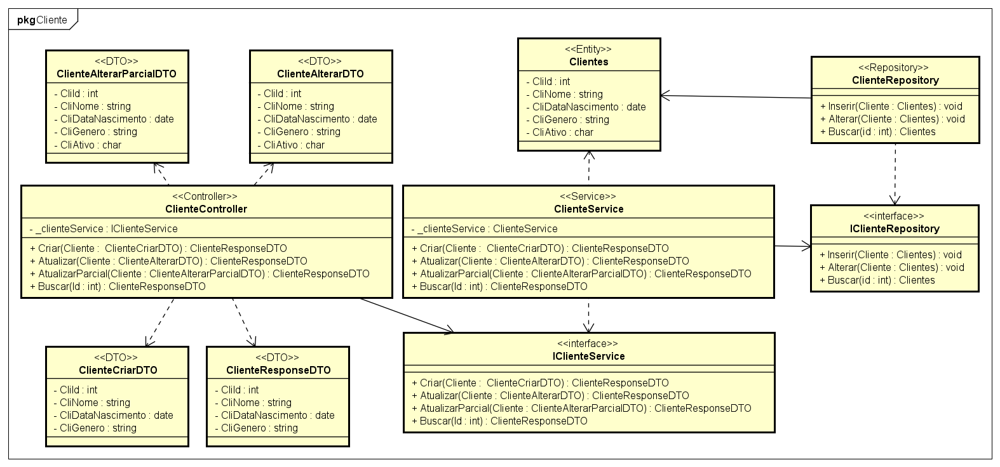 pkg Cliente
<<DTO>>
ClienteAlterarParcialDTO
- CliId : int
- CliNome : string
- CliDataNascimento : date
- CliGenero : string
- CliAtivo : char
<<DTO>>
ClienteAlterarDTO
- CliId : int
- CliNome : string
- CliDataNascimento : date
- CliGenero : string
- CliAtivo : char
<<Entity>>
Clientes
- CliId : int
- CliNome : string
- CliDataNascimento : date
- CliGenero : string
- CliAtivo : char
<<Repository>>
ClienteRepository
+ Inserir(Cliente : Clientes) : void
+ Alterar(Cliente : Clientes) : void
+ Buscar(id : int) : Clientes
<<Controller>>
ClienteController
- _clienteService : IClienteService
+ Criar(Cliente :  ClienteCriarDTO) : ClienteResponseDTO
+ Atualizar(Cliente : ClienteAlterarDTO) : ClienteResponseDTO
+ AtualizarParcial(Cliente : ClienteAlterarParcialDTO) : ClienteResponseDTO
+ Buscar(Id : int) : ClienteResponseDTO
<<Service>>
ClienteService
- _clienteService : ClienteService
+ Criar(Cliente :  ClienteCriarDTO) : ClienteResponseDTO
+ Atualizar(Cliente : ClienteAlterarDTO) : ClienteResponseDTO
+ AtualizarParcial(Cliente : ClienteAlterarParcialDTO) : ClienteResponseDTO
+ Buscar(Id : int) : ClienteResponseDTO
<<interface>>
IClienteRepository
+ Inserir(Cliente : Clientes) : void
+ Alterar(Cliente : Clientes) : void
+ Buscar(id : int) : Clientes
<<DTO>>
ClienteCriarDTO
- CliId : int
- CliNome : string
- CliDataNascimento : date
- CliGenero : string
<<DTO>>
ClienteResponseDTO
- CliId : int
- CliNome : string
- CliDataNascimento : date
- CliGenero : string
<<interface>>
IClienteService
+ Criar(Cliente :  ClienteCriarDTO) : ClienteResponseDTO
+ Atualizar(Cliente : ClienteAlterarDTO) : ClienteResponseDTO
+ AtualizarParcial(Cliente : ClienteAlterarParcialDTO) : ClienteResponseDTO
+ Buscar(Id : int) : ClienteResponseDTO